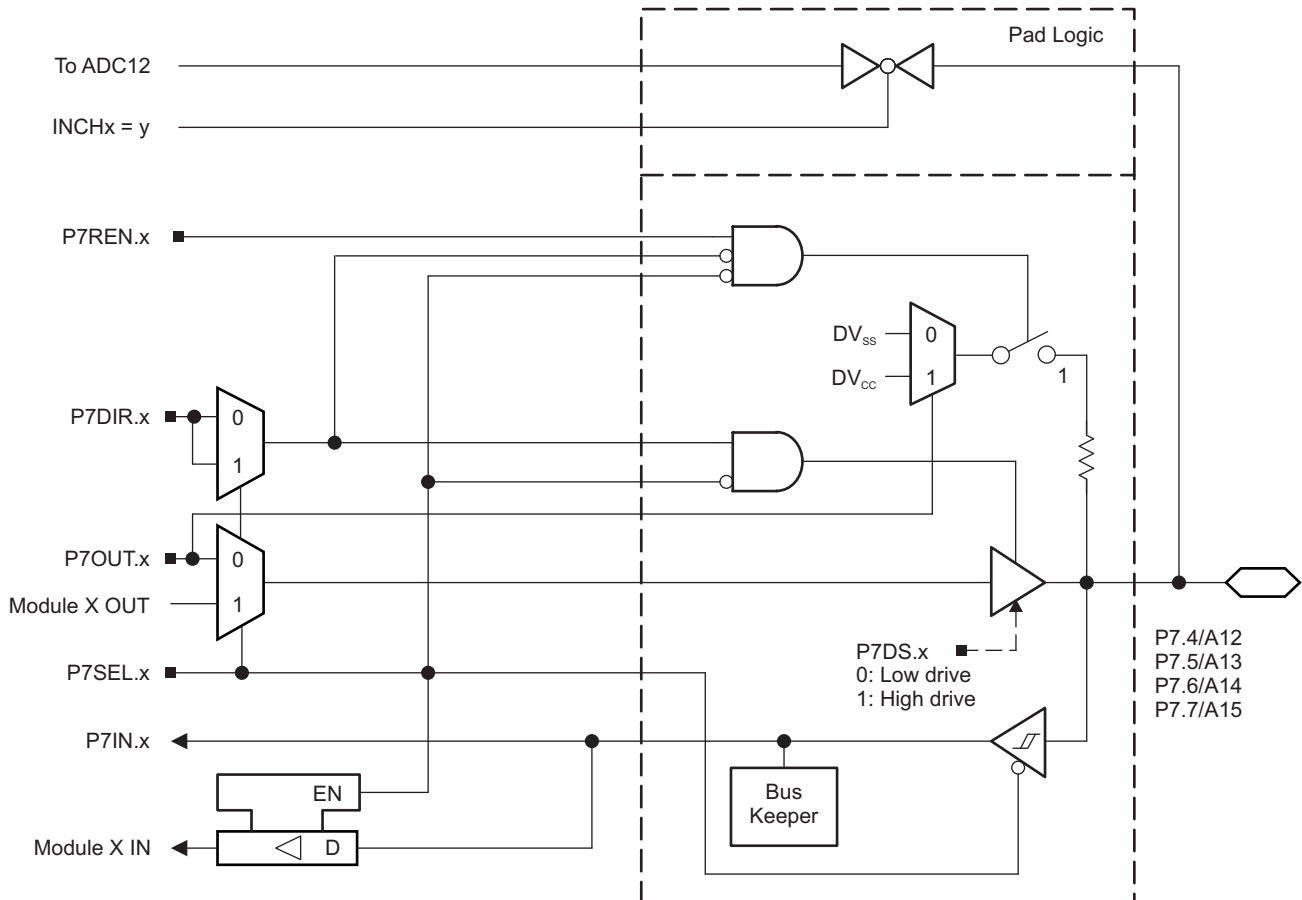 Pad Logic
To ADC12
INCHx = y
P7REN.x
DVSS
0
DVCC
1
1
P7DIR.x
0
1
P7OUT.x
0
Module X OUT
1
P7SEL.x
P7DS.x
0: Low drive
1: High drive
P7.4/A12
P7.5/A13
P7.6/A14
P7.7/A15
P7IN.x
EN
Bus
Keeper
Module X IN
D